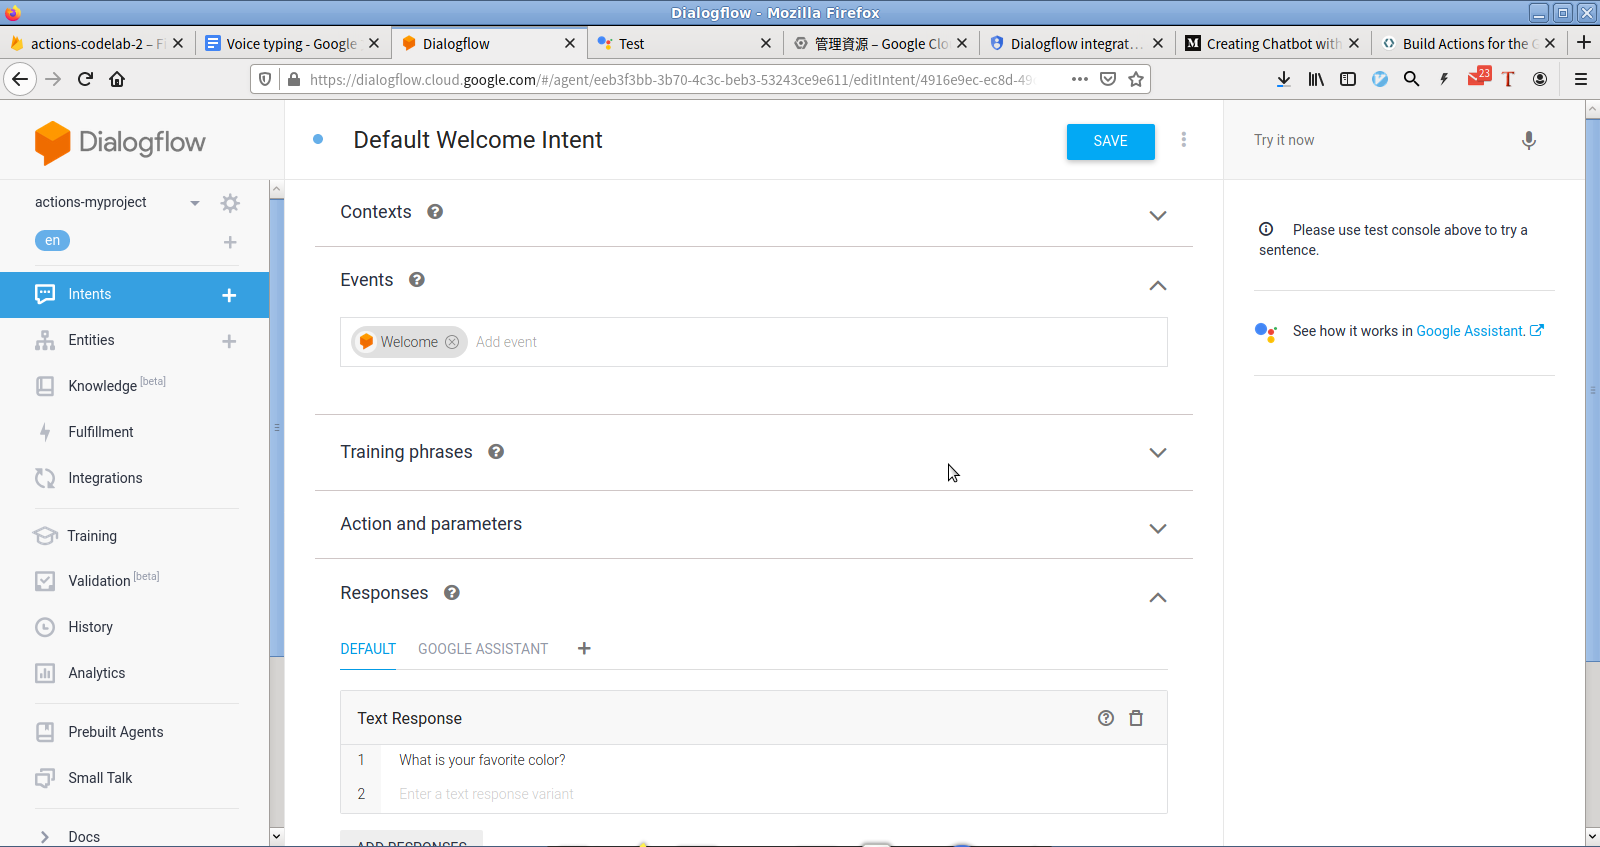 Dialogflow - Mozilla Firefox
actions-codelab-2 – F
Voice typing - Google
Dialogflow
Test
管理資源 – Google Clo
Dialogflow integrat…
Creating Chatbot with
Build Actions for the G
https://dialogflow.cloud.google.com/#/agent/eeb3f3bb-3b70-4c3c-beb3-53243ce9e611/editIntent/4916e9ec-ec8d-49
23
Dialogflow
Default Welcome Intent
SAVE
Try it now
actions-myproject
en
Intents
Entities
Knowledge [beta]
Fulfillment
Integrations
Training
Validation [beta]
History
Analytics
Prebuilt Agents
Small Talk
Docs
Contexts
Events
Welcome
Add event
Training phrases
Action and parameters
Responses
DEFAULT
GOOGLE ASSISTANT
Text Response
1 What is your favorite color?
2 Enter a text response variant
ADD RESPONSES
Please use test console above to try a
sentence.
See how it works in Google Assistant.